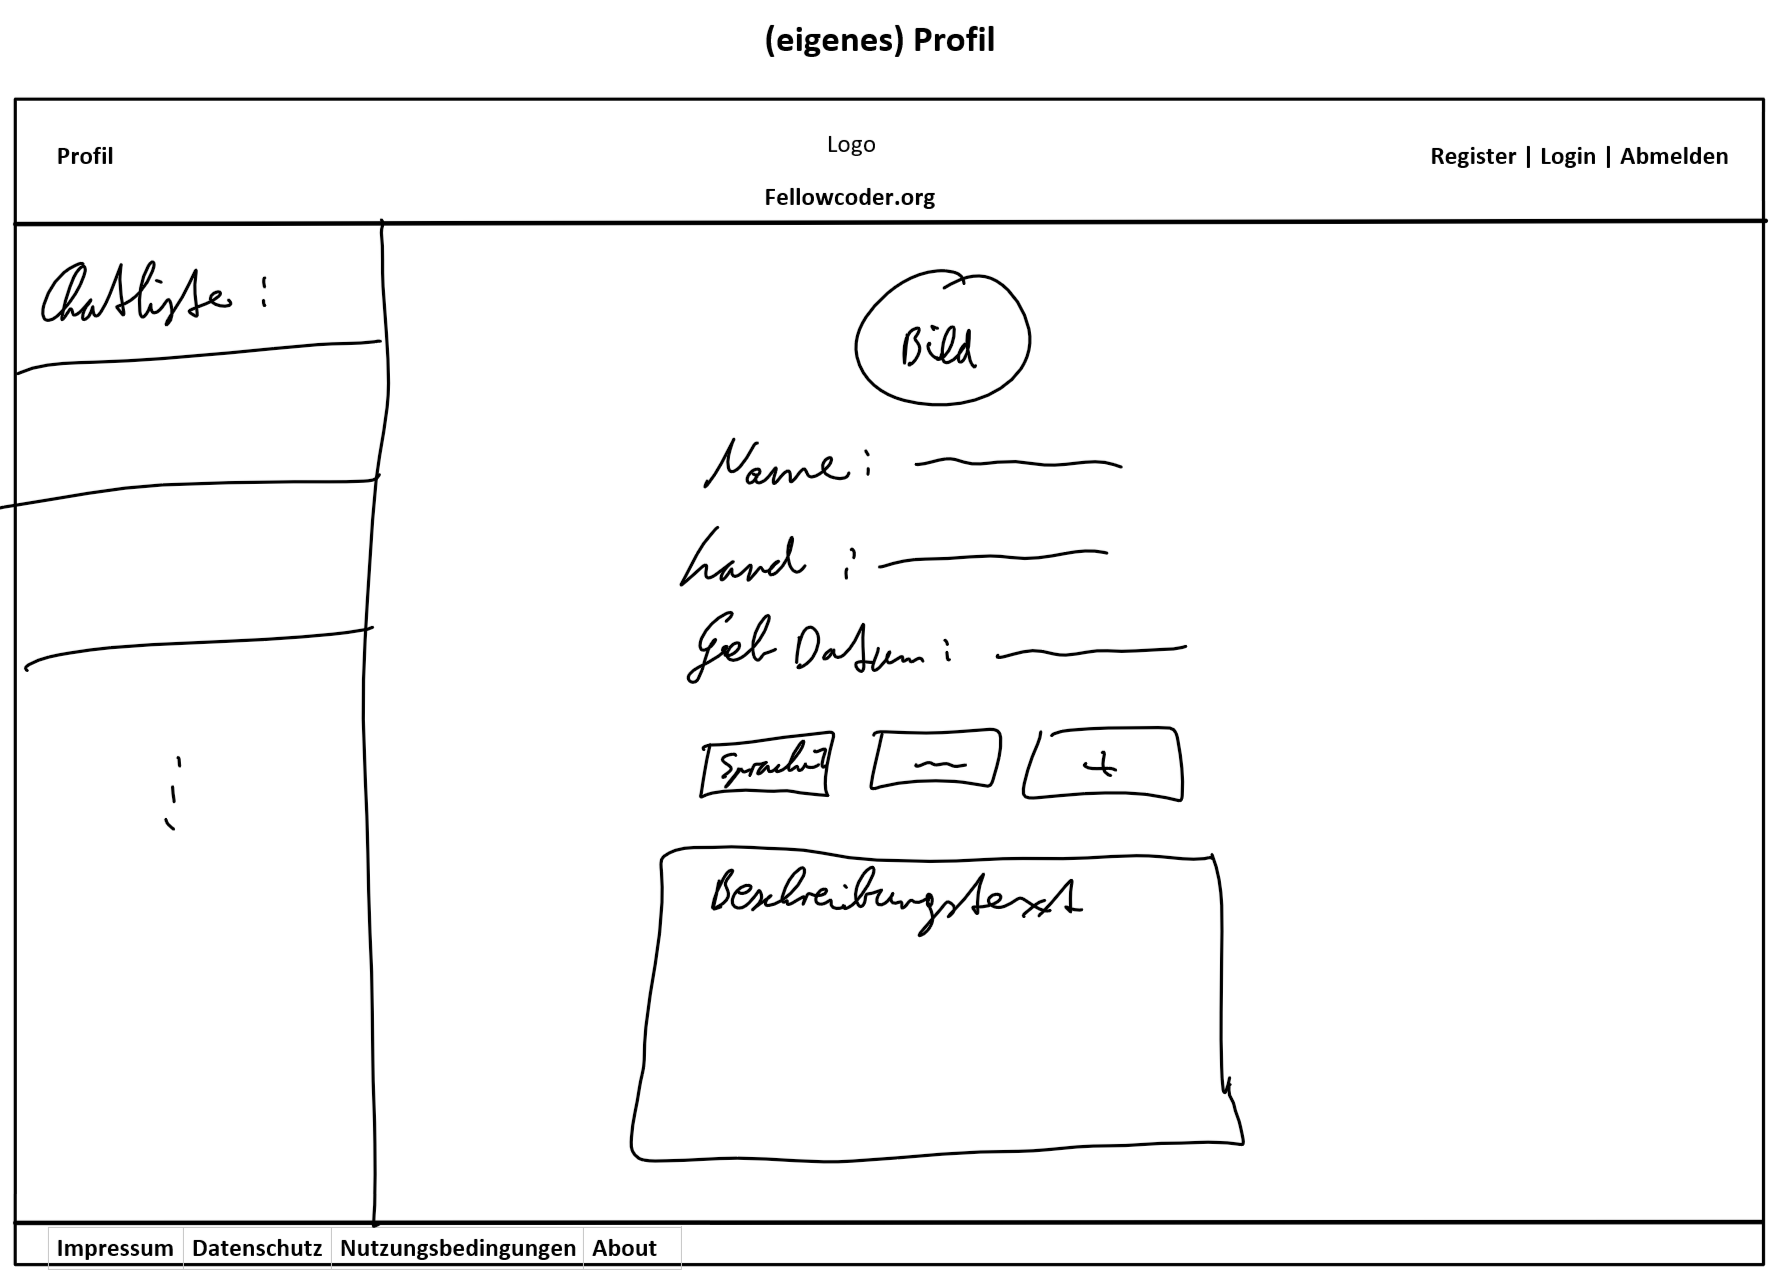 (eigenes) Profil
Profil
Logo
Fellowcoder.org
Register | Login | Abmelden
Chatliste :
Bild
Name :
Land :
Geb Datum :
+
Beschreibungstext
Impressum Datenschutz Nutzungsbedingungen About